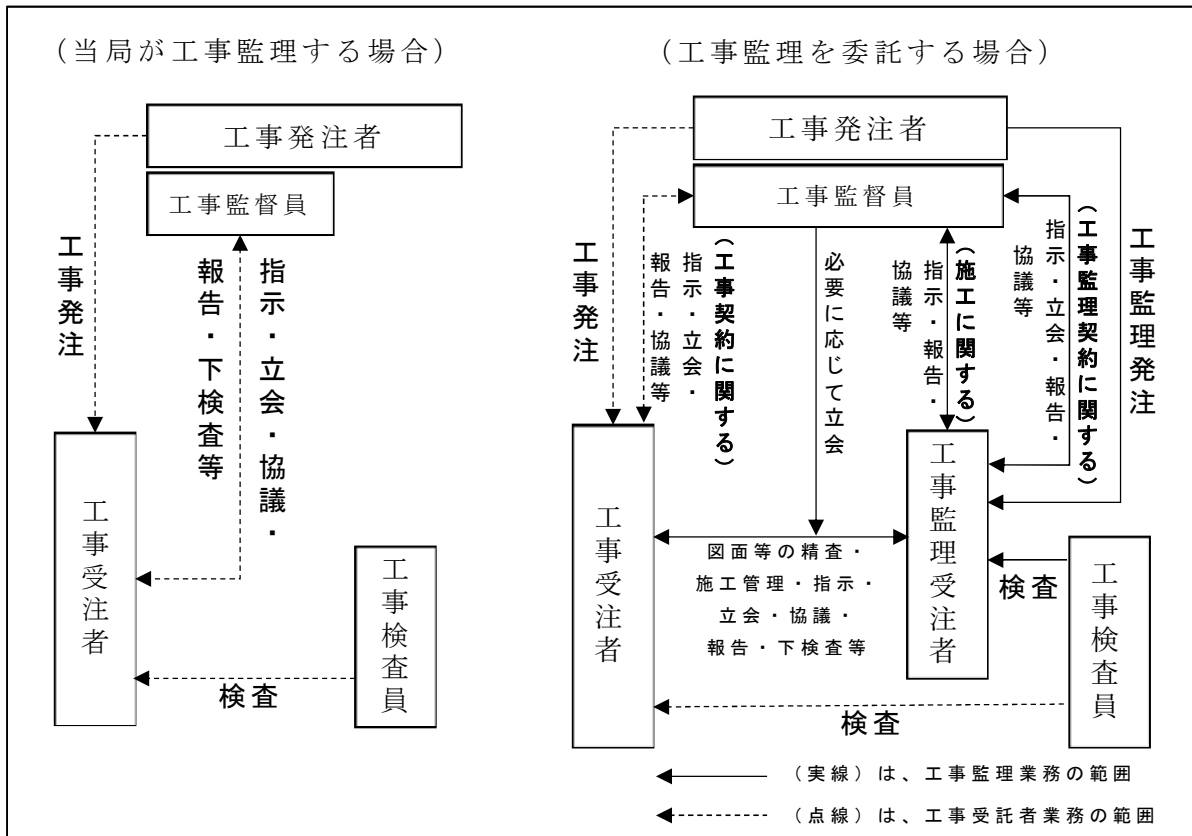 （当局が工事監理する場合）
工事発注者
工事監督員
工事発注
指示・立会・協議・
報告・下検査等
工事受注者
工事検査員
検査
（工事監理を委託する場合）
工事発注者
工事監督員
工事発注
（工事契約に関する）
指示・立会・
報告・協議等
必要に応じて立会
（施工に関する）
指示・報告・
協議等
（工事監理契約に関する）
指示・立会・報告・
協議等
工事監理発注
工事受注者
図面等の精査・
施工管理・指示・
立会・協議・
報告・下検査等
工事監理受注者
検査
工事検査員
検査
（実線）は、工事監理業務の範囲
（点線）は、工事受託者業務の範囲